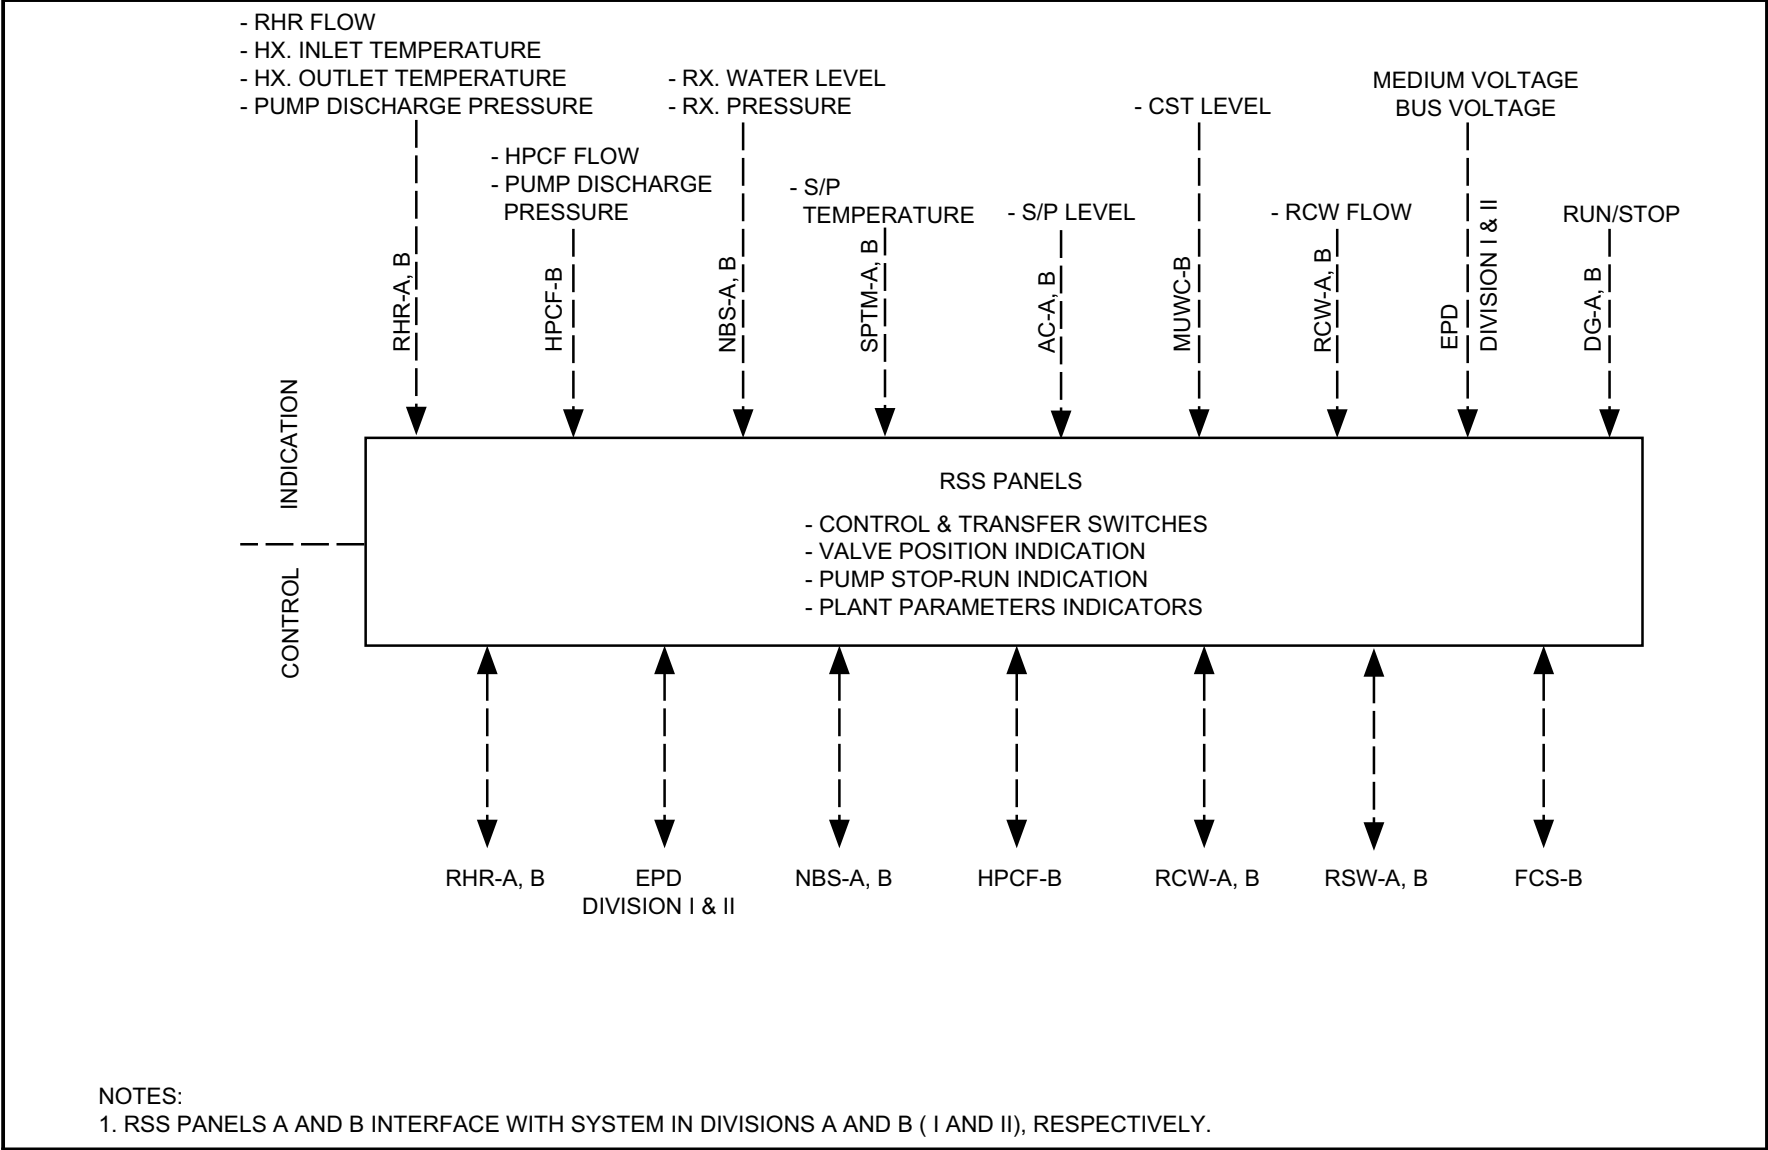 - RHR FLOW
- HX. INLET TEMPERATURE
- HX. OUTLET TEMPERATURE
- PUMP DISCHARGE PRESSURE
- RX. WATER LEVEL
- RX. PRESSURE
- CST LEVEL
MEDIUM VOLTAGE
BUS VOLTAGE
- HPCF FLOW
- PUMP DISCHARGE
PRESSURE
- S/P
TEMPERATURE
- S/P LEVEL
- RCW FLOW
RUN/STOP
RHR-A, B
HPCF-B
NBS-A, B
SPTM-A, B
AC-A, B
MUWC-B
RCW-A, B
EPD
DIVISION I & II
DG-A, B
INDICATION
CONTROL
RSS PANELS
- CONTROL & TRANSFER SWITCHES
- VALVE POSITION INDICATION
- PUMP STOP-RUN INDICATION
- PLANT PARAMETERS INDICATORS
RHR-A, B
EPD
DIVISION I & II
NBS-A, B
HPCF-B
RCW-A, B
RSW-A, B
FCS-B
NOTES:
1. RSS PANELS A AND B INTERFACE WITH SYSTEM IN DIVISIONS A AND B ( I AND II), RESPECTIVELY.